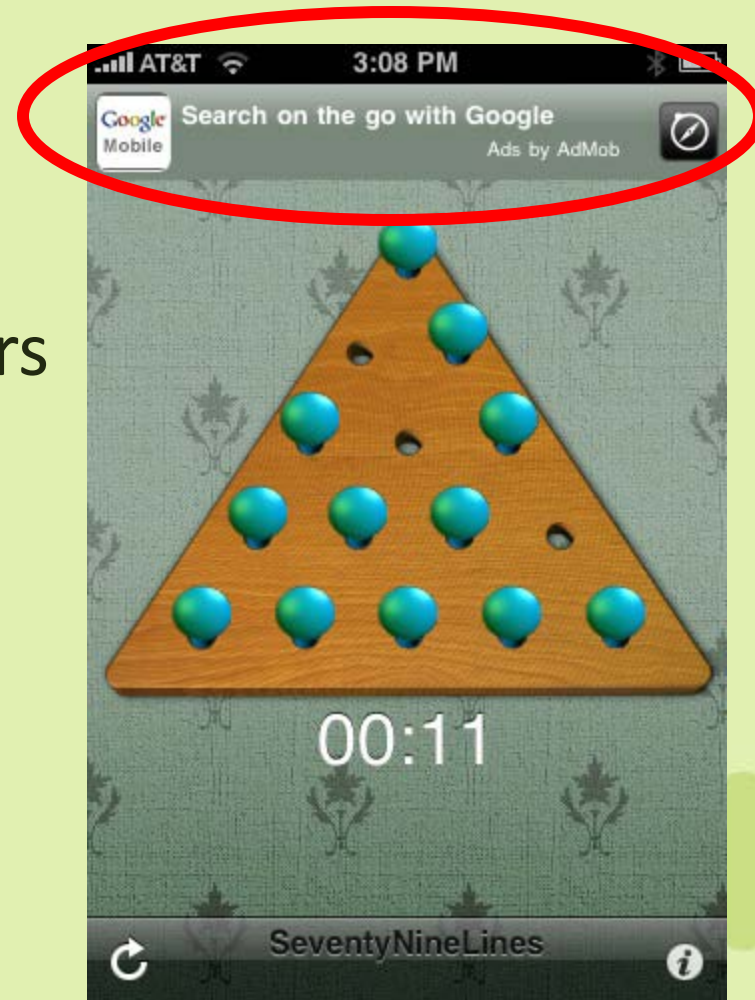 AT&T 3:08 PM
Google Mobile
Search on the go with Google
Ads by AdMob
rs
00:11
SeventyNineLines
i